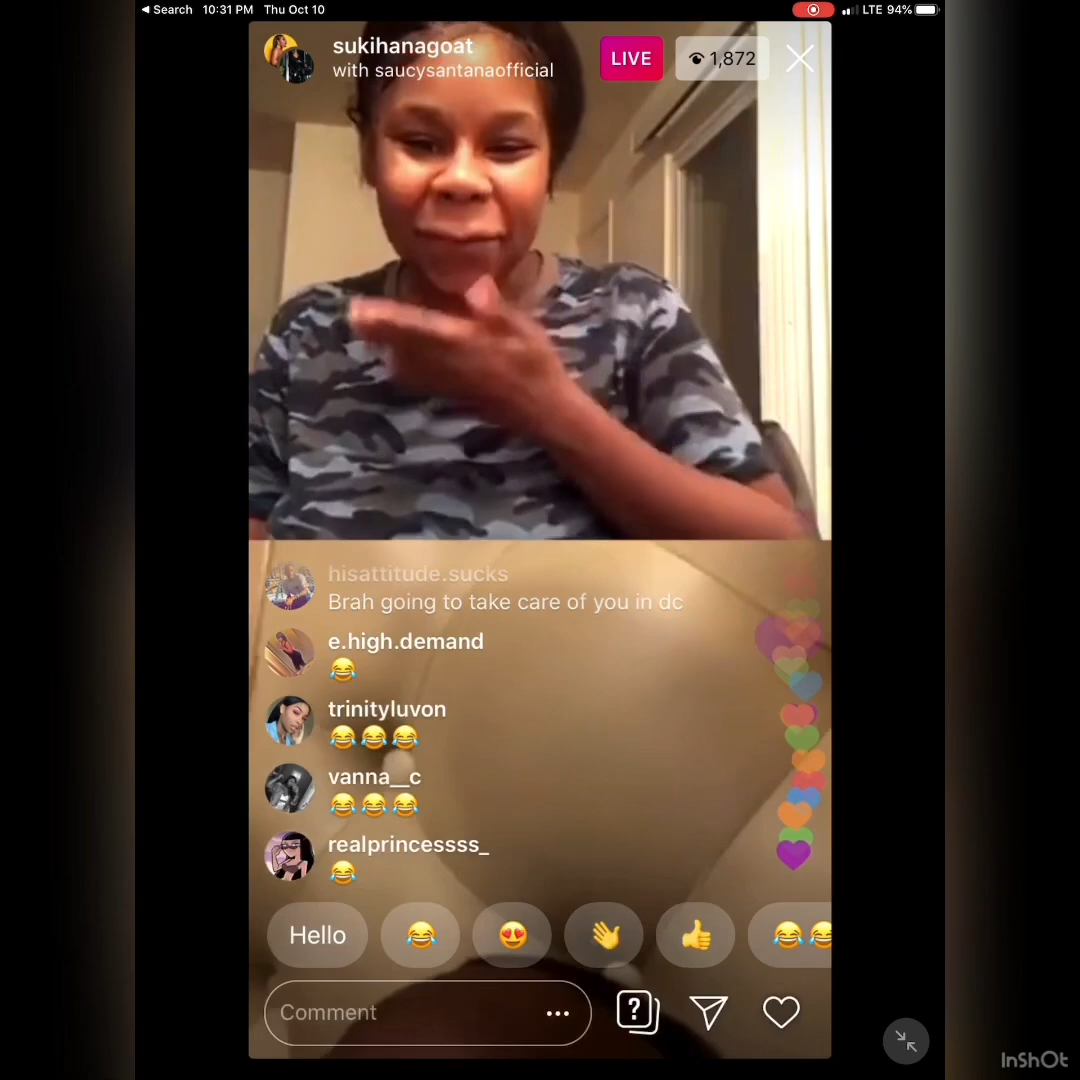 ◀ Search 10:31 PM Thu Oct 10 LTE 94%
sukihanagoat
with saucysantanaofficial
LIVE 1,872
hisattitude.sucks
Brah going to take care of you in dc
e.high.demand
😂
trinityluvon
😂😂😂
vanna__c
😂😂😂
realprincessss_
😂
Hello 😂 😍 👋 👍 😂😂
Comment ... ?
InShOt